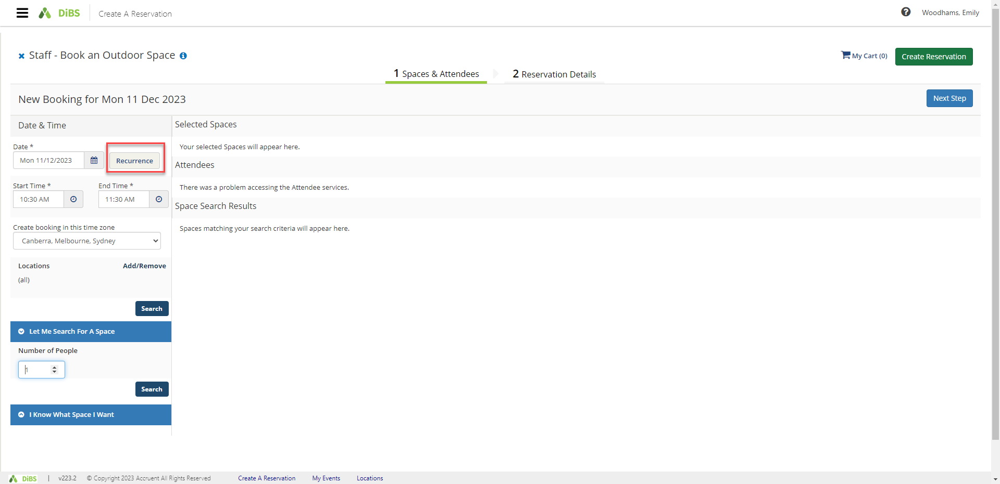 DiBS
Create A Reservation
Woodhams, Emily
Staff - Book an Outdoor Space
My Cart (0)
Create Reservation
1 Spaces & Attendees
2 Reservation Details
New Booking for Mon 11 Dec 2023
Next Step
Date & Time
Date *
Mon 11/12/2023
Recurrence
Start Time *
End Time *
10:30 AM
11:30 AM
Create booking in this time zone
Canberra, Melbourne, Sydney
Locations
Add/Remove
(all)
Search
Let Me Search For A Space
Number of People
1
Search
I Know What Space I Want
Selected Spaces
Your selected Spaces will appear here.
Attendees
There was a problem accessing the Attendee services.
Space Search Results
Spaces matching your search criteria will appear here.
DiBS | v223.2 © Copyright 2023 Accruent All Rights Reserved
Create A Reservation
My Events
Locations